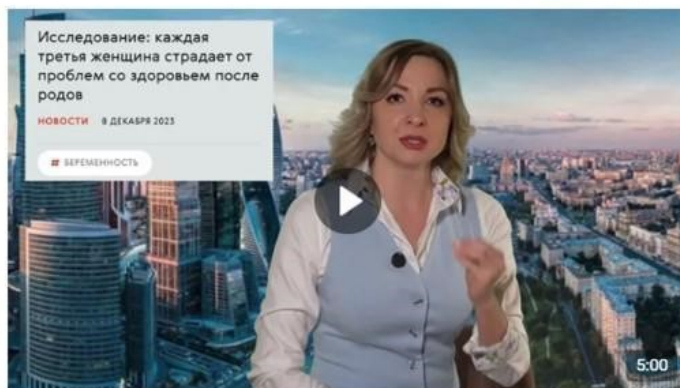 Исследование: каждая
третья женщина страдает от
проблем со здоровьем после
родов
НОВОСТИ 8 ДЕКАБРЯ 2023
# БЕРЕМЕННОСТЬ
5:00